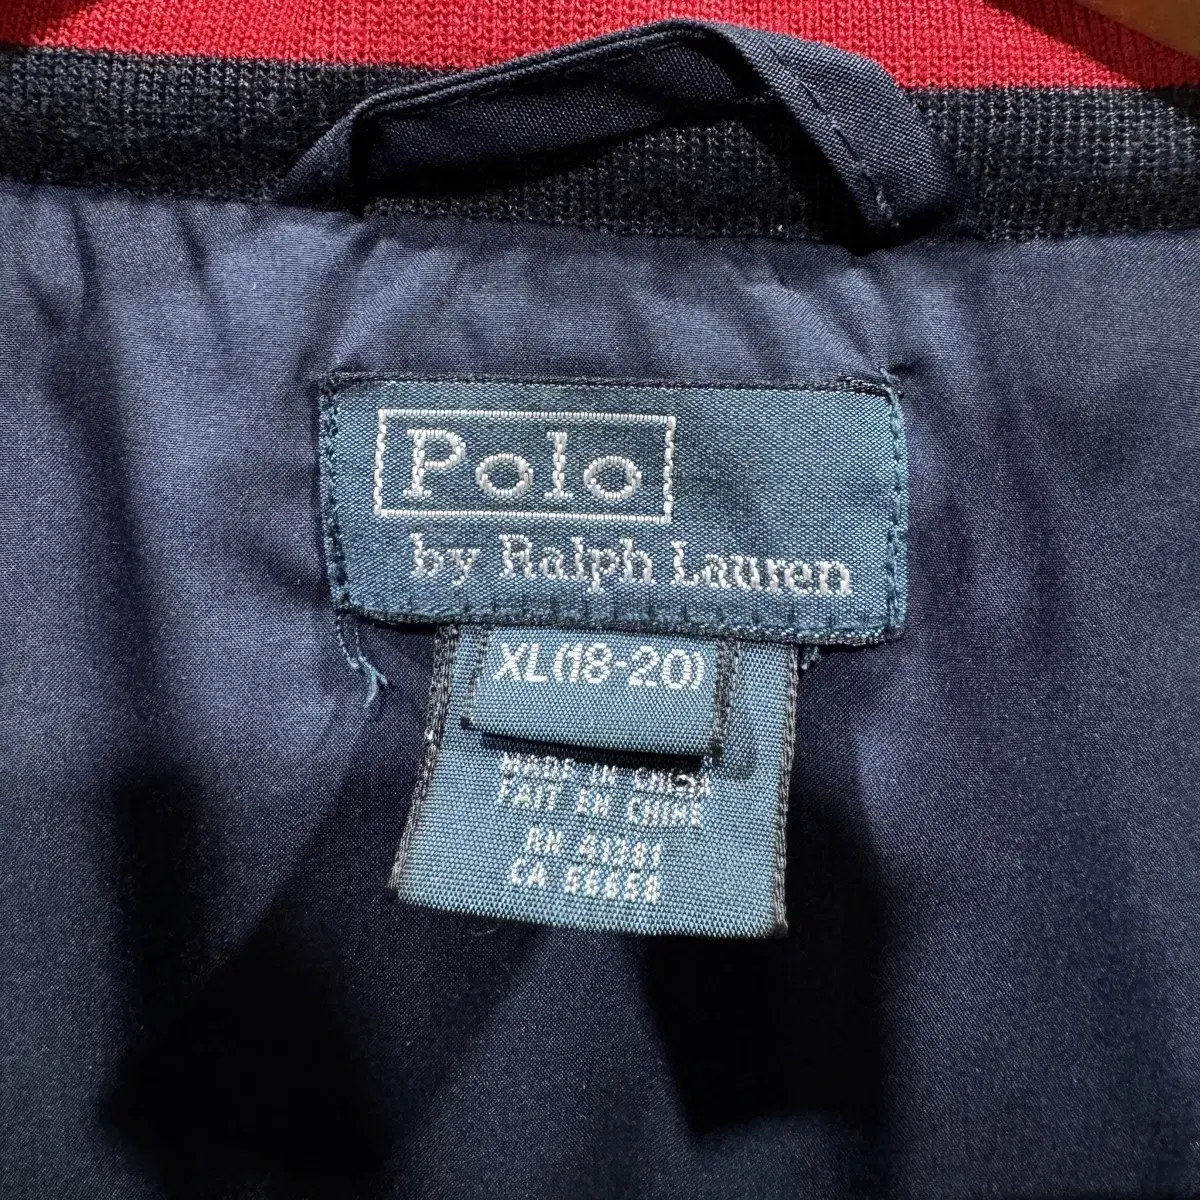 Polo
by Ralph Lauren
XL(18-20)
MADE IN CHINA
FAIT EN CHINE
RN 41381
CA 56658